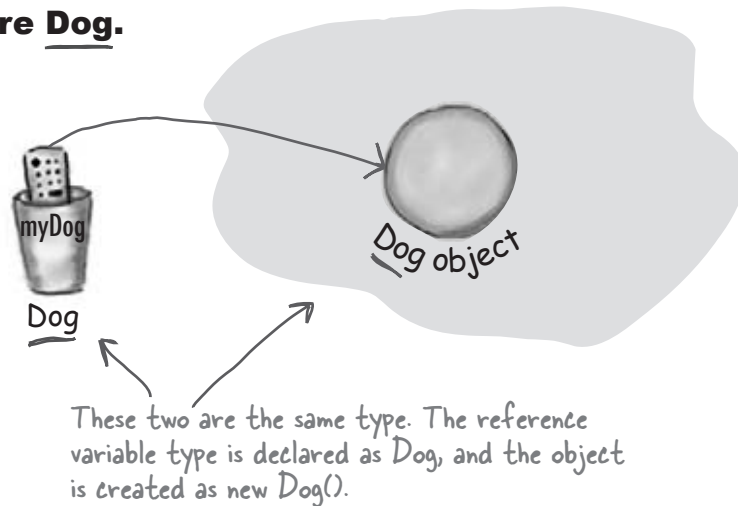 re Dog.
myDog
Dog
Dog object
These two are the same type. The reference
variable type is declared as Dog, and the object
is created as new Dog().